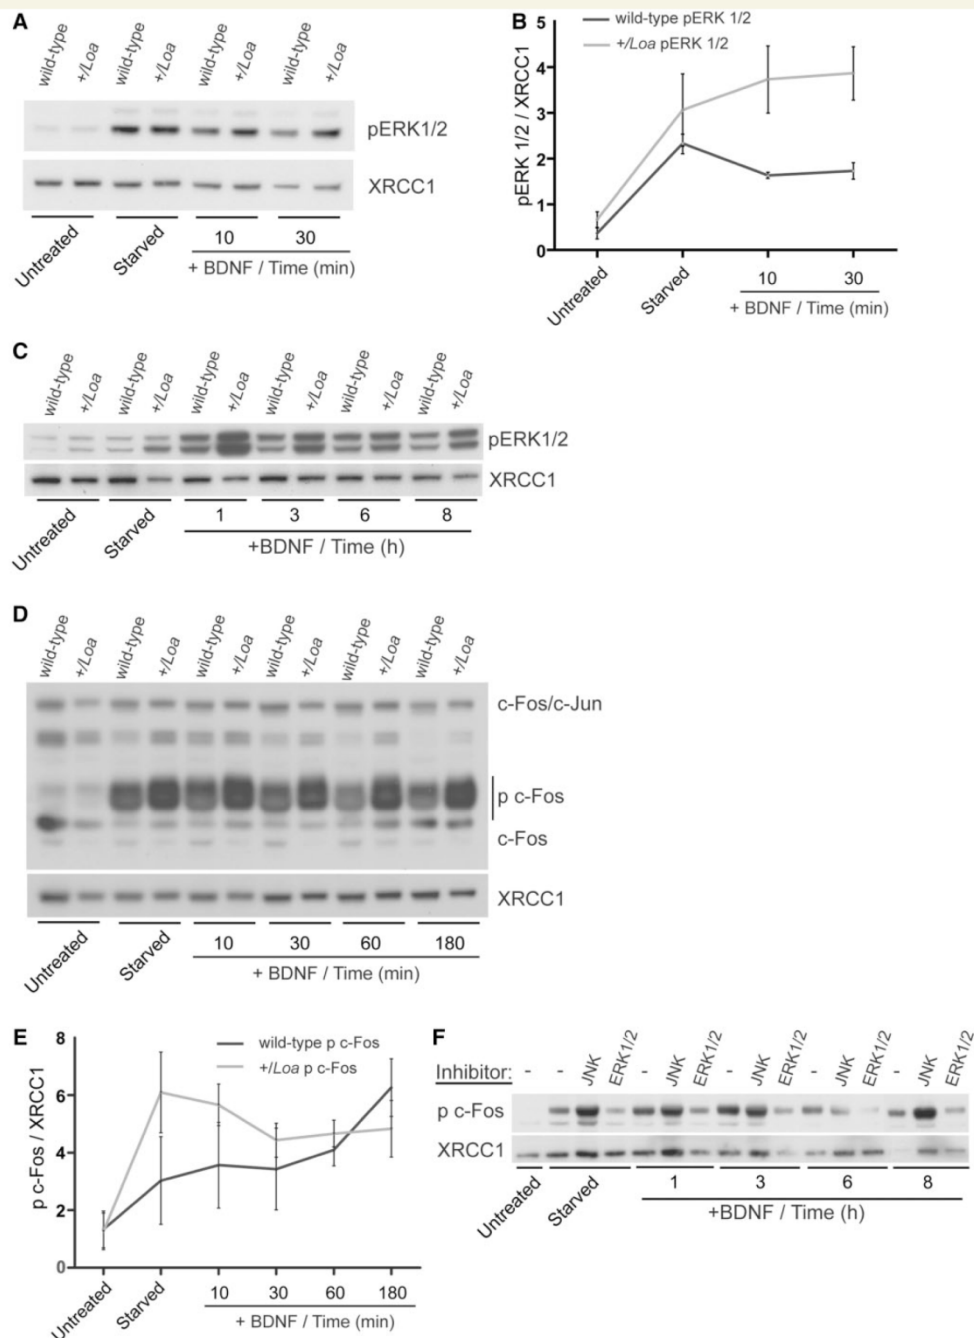 A
wild-type
+/Loa
wild-type
+/Loa
wild-type
+/Loa
wild-type
+/Loa
pERK1/2
XRCC1
Untreated
Starved
10
30
+ BDNF / Time (min)
B
wild-type pERK 1/2
+/Loa pERK 1/2
pERK 1/2 / XRCC1
5
4
3
2
1
0
Untreated
Starved
10
30
+ BDNF / Time (min)
C
wild-type
+/Loa
wild-type
+/Loa
wild-type
+/Loa
wild-type
+/Loa
wild-type
+/Loa
wild-type
+/Loa
pERK1/2
XRCC1
Untreated
Starved
1
3
6
8
+BDNF / Time (h)
D
wild-type
+/Loa
wild-type
+/Loa
wild-type
+/Loa
wild-type
+/Loa
wild-type
+/Loa
wild-type
+/Loa
c-Fos/c-Jun
p c-Fos
c-Fos
XRCC1
Untreated
Starved
10
30
60
180
+ BDNF / Time (min)
E
wild-type p c-Fos
+/Loa p c-Fos
p c-Fos / XRCC1
8
6
4
2
0
Untreated
Starved
10
30
60
180
+ BDNF / Time (min)
F
Inhibitor:
-
-
JNK
ERK1/2
-
JNK
ERK1/2
-
JNK
ERK1/2
-
JNK
ERK1/2
-
JNK
ERK1/2
p c-Fos
XRCC1
Untreated
Starved
1
3
6
8
+BDNF / Time (h)